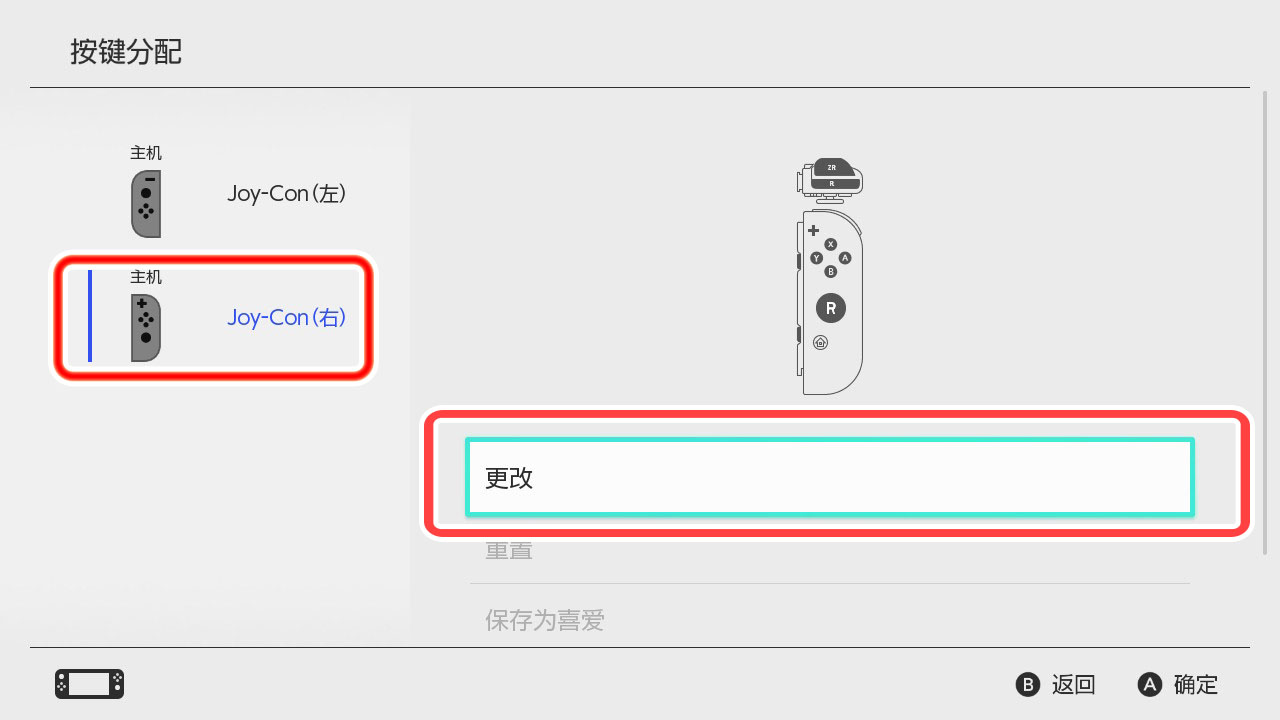 按键分配
主机
Joy-Con(左)
主机
Joy-Con(右)
ZR
R
X
Y
A
B
R
更改
重置
保存为喜爱
B 返回
A 确定